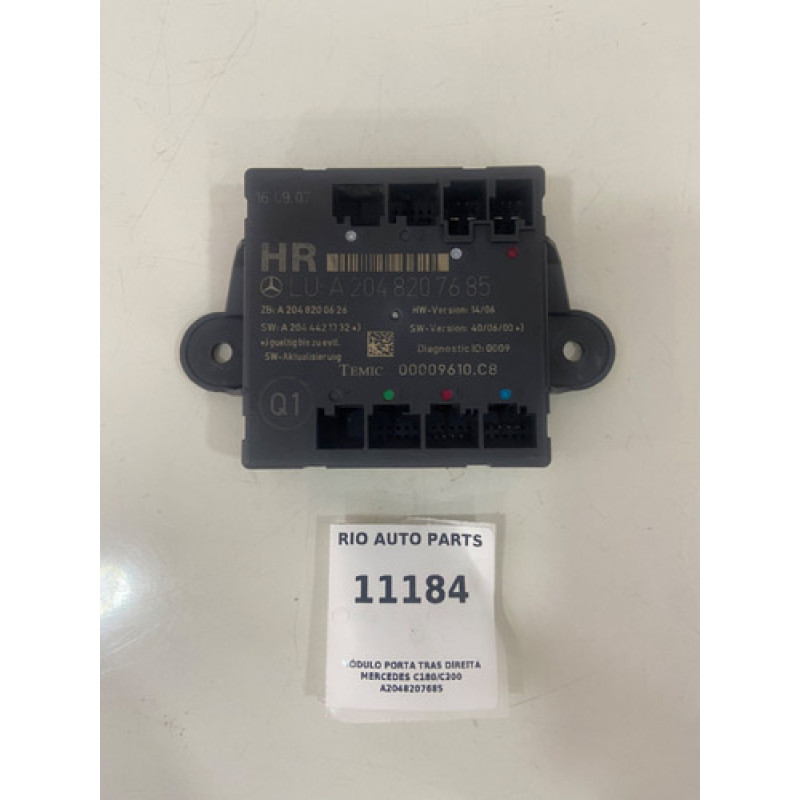 16.09.07
HR
LU: A 204 820 76 85
ZB: A 204 820 06 26
HW-Version: 14/06
SW: A 204 442 17 32 *)
SW-Version: 40/06/00 *)
*) gueltig bis zu evtl.
SW-Aktualisierung
Diagnostic ID: 0009
TEMIC 00009610.C8
Q1
RIO AUTO PARTS
11184
MÓDULO PORTA TRAS DIREITA
MERCEDES C180/C200
A2048207685